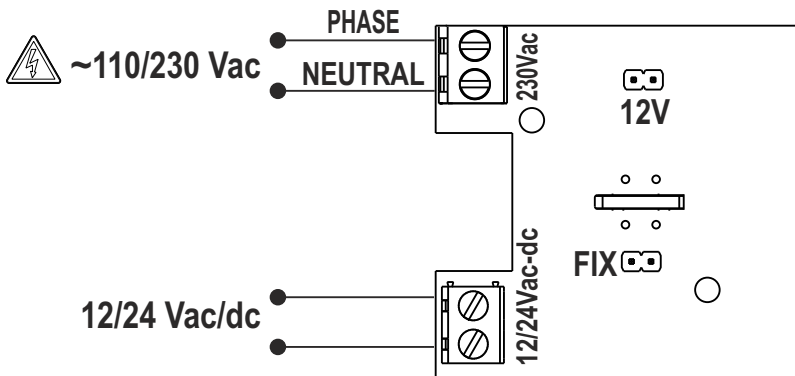 PHASE
~110/230 Vac
NEUTRAL
230Vac
12V
FIX
12/24Vac-dc
12/24 Vac/dc